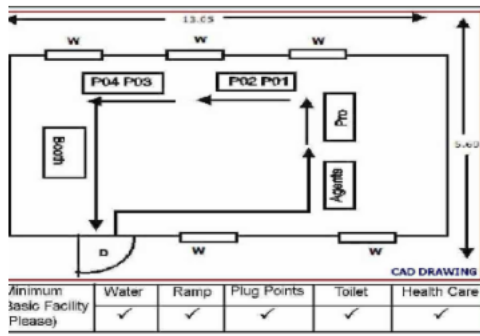 13.05
W W W
P04 P03 P02 P01
Booth
Pro
5.60
Agents
D
W W
CAD DRAWING
Minimum Water Ramp Plug Points Toilet Health Care
Basic Facility ✓ ✓ ✓ ✓ ✓
Please)